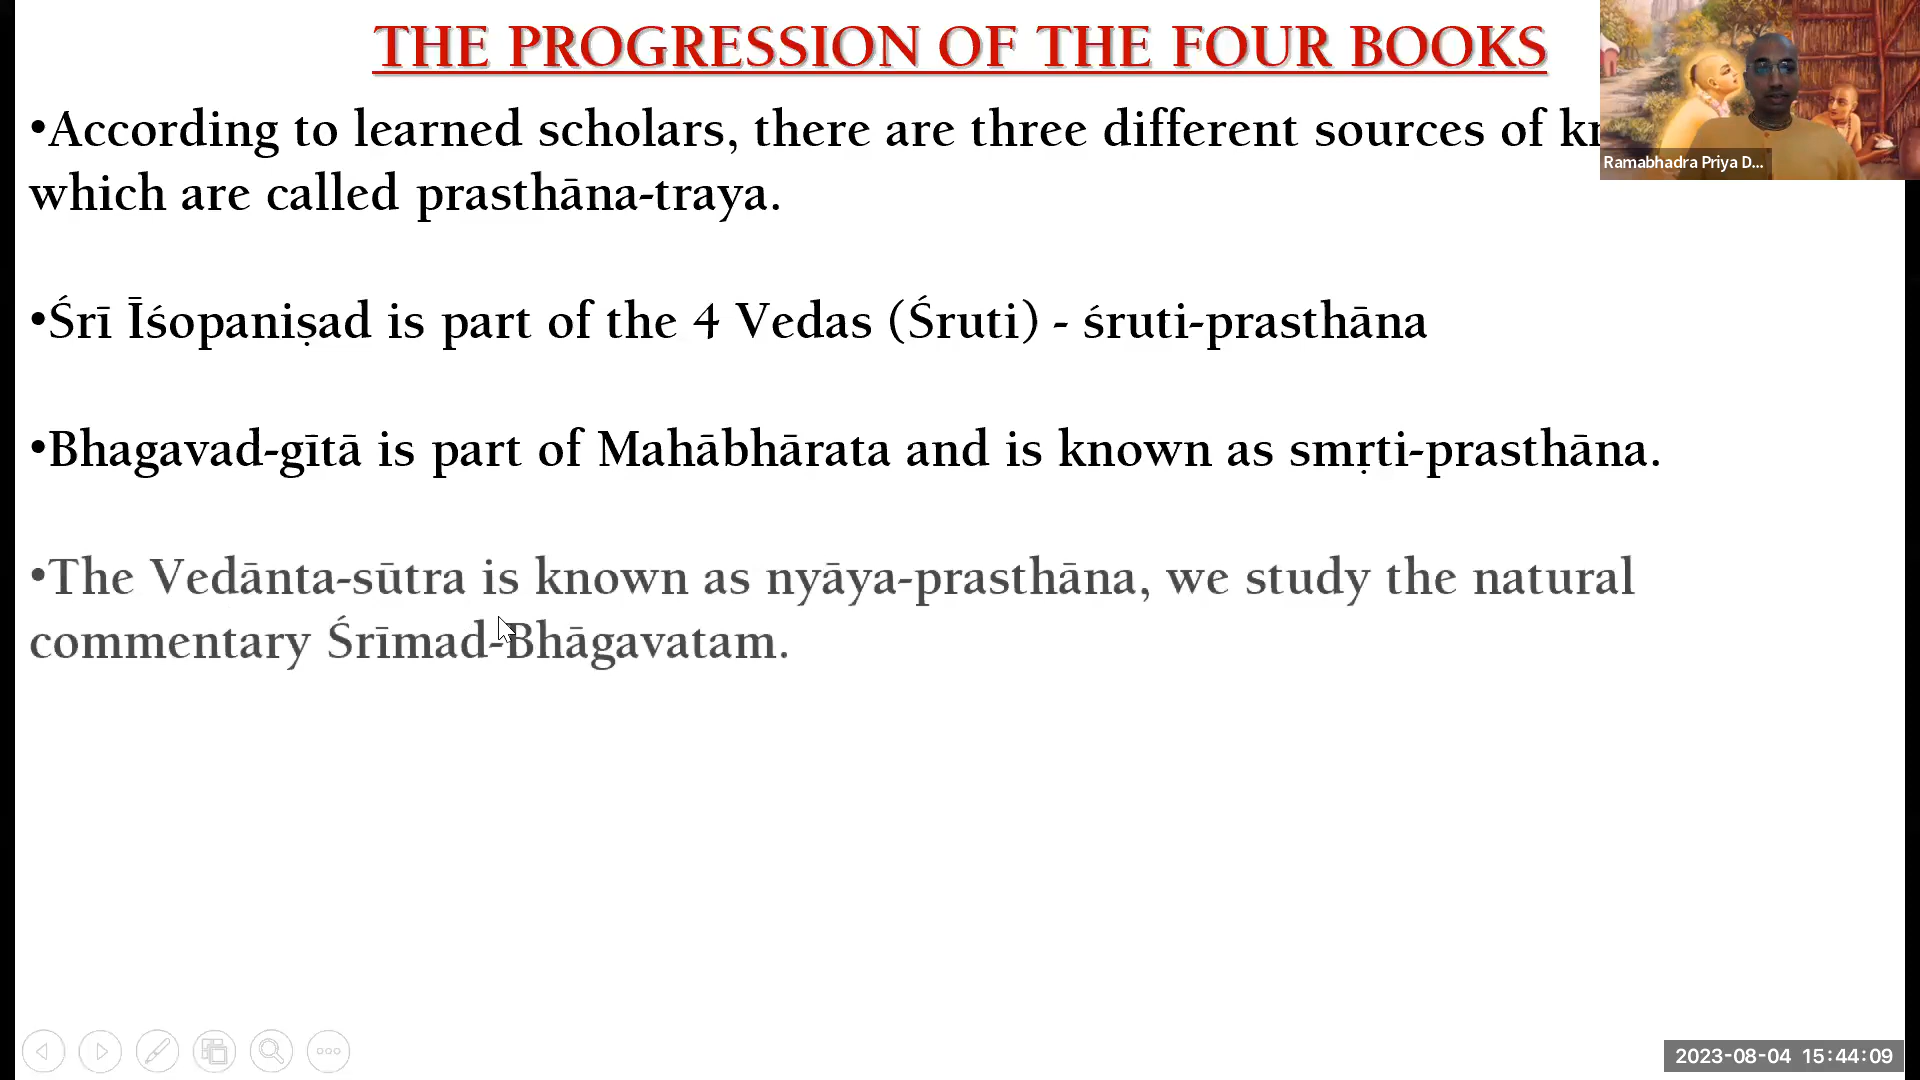 THE PROGRESSION OF THE FOUR BOOKS
•According to learned scholars, there are three different sources of
which are called prasthāna-traya.
•Śrī Īśopaniṣad is part of the 4 Vedas (Śruti) - śruti-prasthāna
•Bhagavad-gītā is part of Mahābhārata and is known as smṛti-prasthāna.
•The Vedānta-sūtra is known as nyāya-prasthāna, we study the natural
commentary Śrīmad-Bhāgavatam.
Ramabhadra Priya D...
2023-08-04 15:44:09